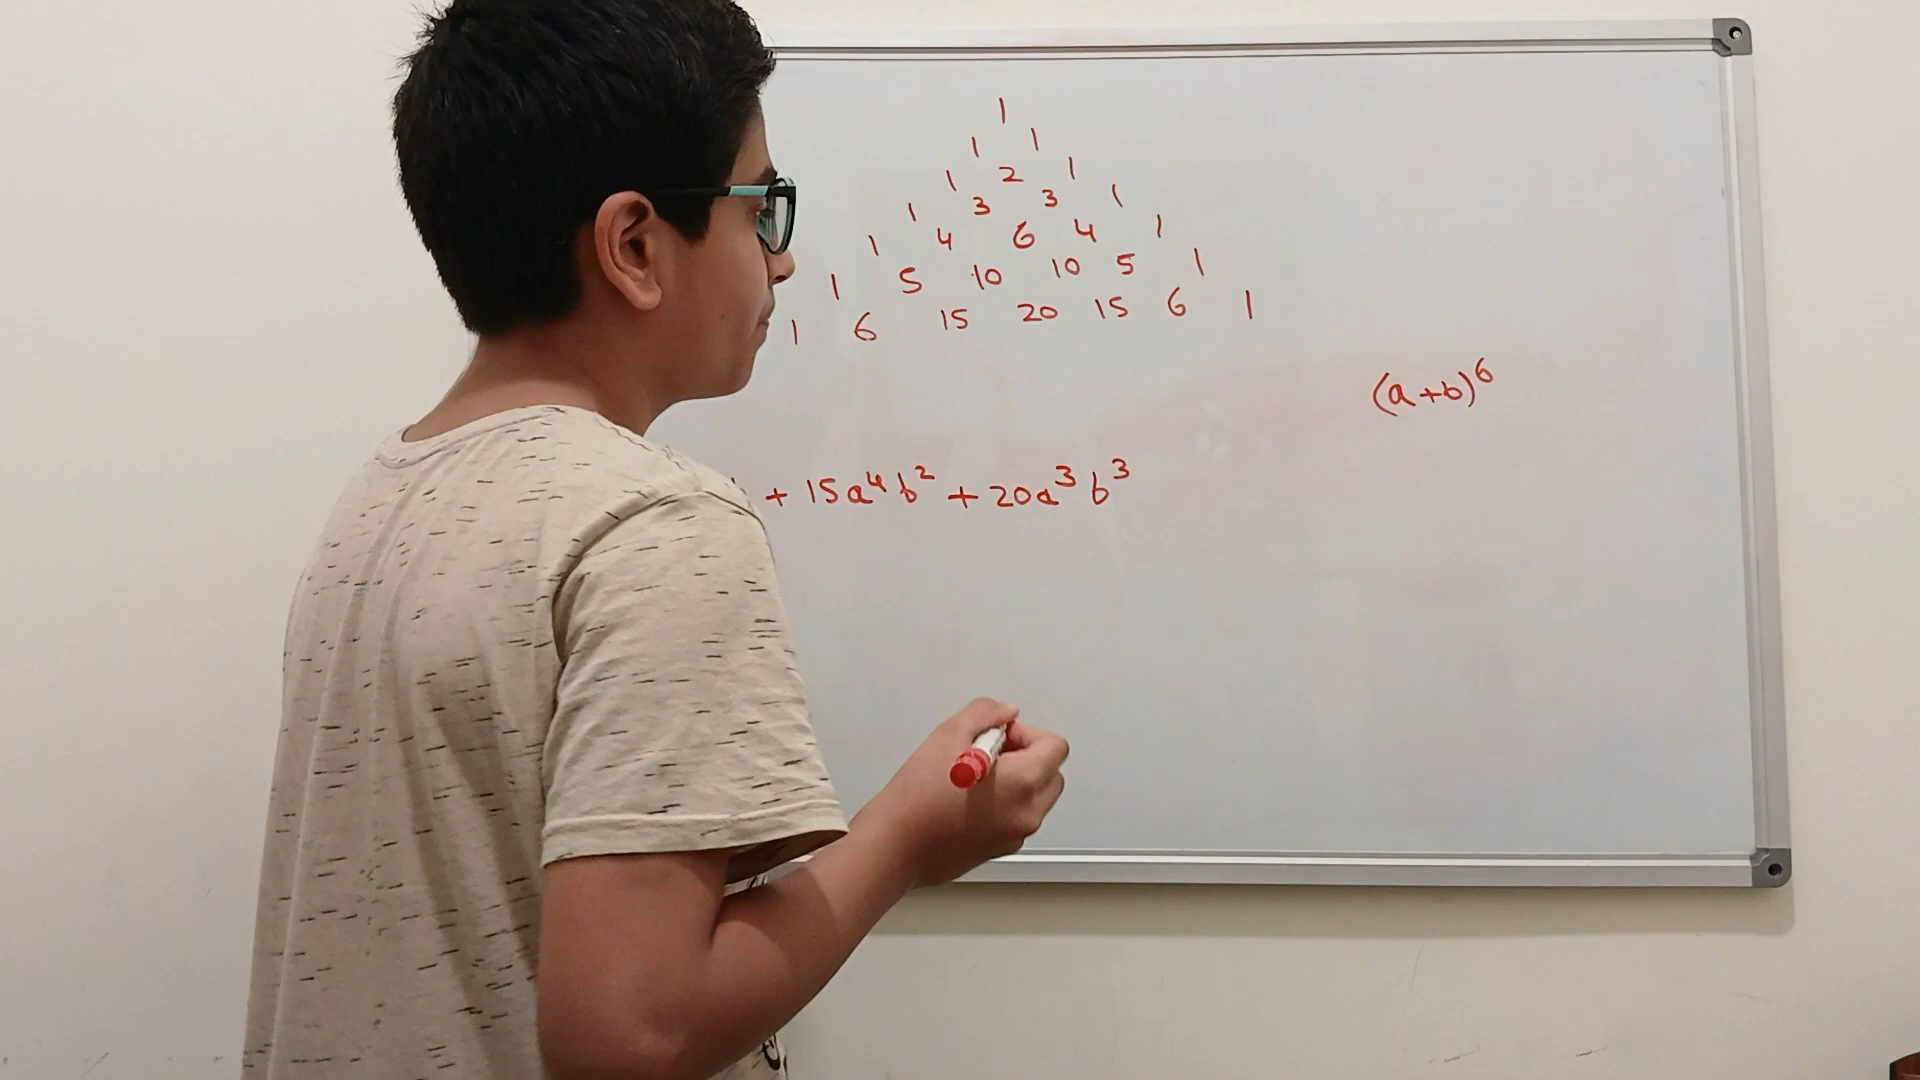 1
1 1
1 2 1
1 3 3 1
1 4 6 4 1
1 5 10 10 5 1
1 6 15 20 15 6 1
(a+b)⁶
+ 15a⁴b² + 20a³b³